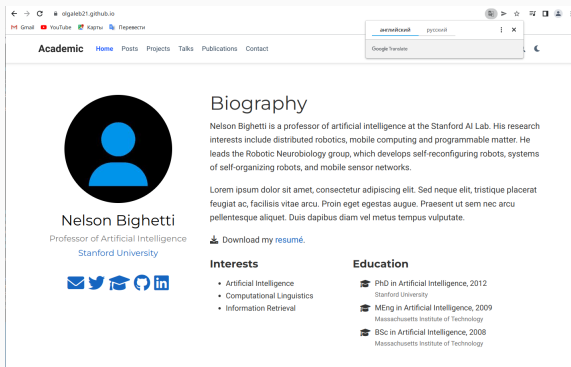 olgaleb21.github.io
Gmail YouTube Карты Перевести
английский русский
Google Translate
Academic Home Posts Projects Talks Publications Contact
Biography
Nelson Bighetti is a professor of artificial intelligence at the Stanford AI Lab. His research
interests include distributed robotics, mobile computing and programmable matter. He
leads the Robotic Neurobiology group, which develops self-reconfiguring robots, systems
of self-organizing robots, and mobile sensor networks.
Lorem ipsum dolor sit amet, consectetur adipiscing elit. Sed neque elit, tristique placerat
feugiat ac, facilisis vitae arcu. Proin eget egestas augue. Praesent ut sem nec arcu
pellentesque aliquet. Duis dapibus diam vel metus tempus vulputate.
Download my resumé.
Nelson Bighetti
Professor of Artificial Intelligence
Stanford University
Interests
Artificial Intelligence
Computational Linguistics
Information Retrieval
Education
PhD in Artificial Intelligence, 2012
Stanford University
MEng in Artificial Intelligence, 2009
Massachusetts Institute of Technology
BSc in Artificial Intelligence, 2008
Massachusetts Institute of Technology